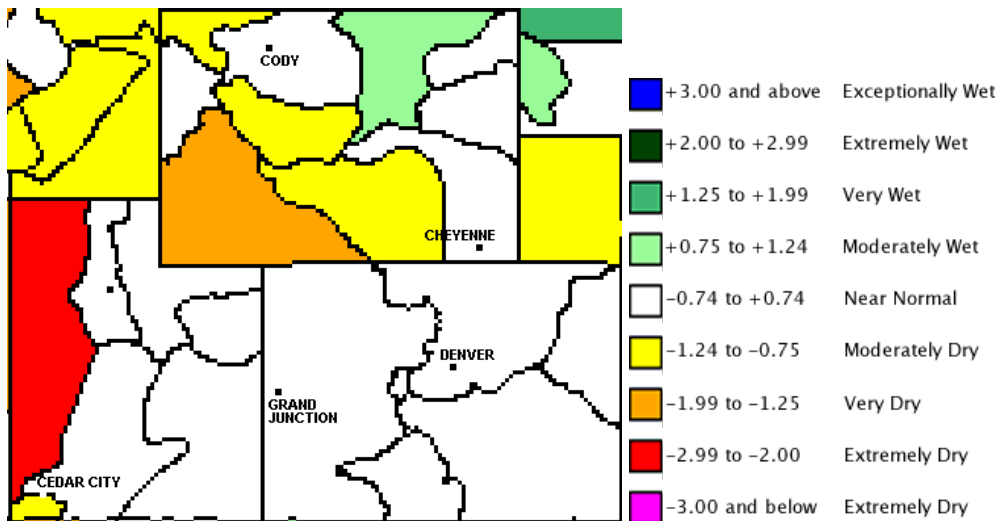 CODY
CHEYENNE
DENVER
GRAND
JUNCTION
CEDAR CITY
+3.00 and above Exceptionally Wet
+2.00 to +2.99 Extremely Wet
+1.25 to +1.99 Very Wet
+0.75 to +1.24 Moderately Wet
-0.74 to +0.74 Near Normal
-1.24 to -0.75 Moderately Dry
-1.99 to -1.25 Very Dry
-2.99 to -2.00 Extremely Dry
-3.00 and below Extremely Dry